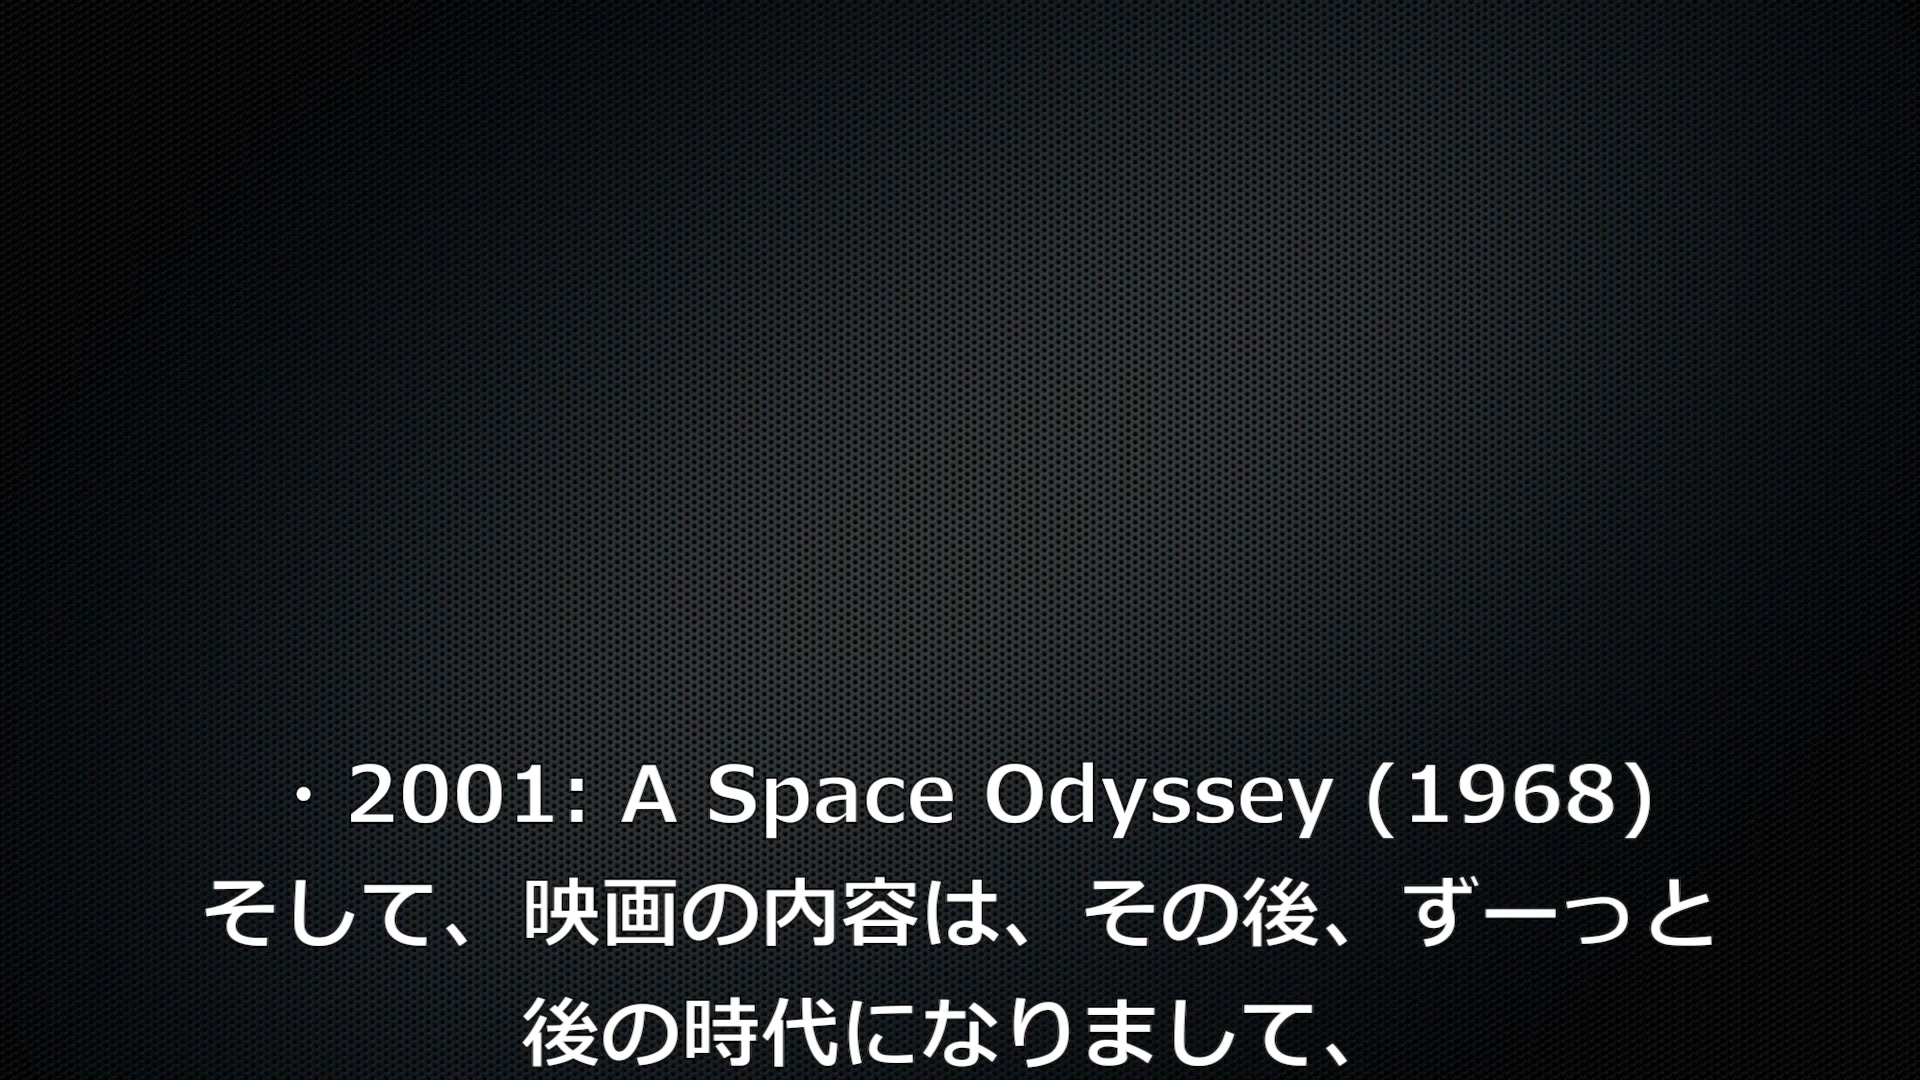 ・2001: A Space Odyssey (1968)
そして、映画の内容は、その後、ずーっと
後の時代になりまして、